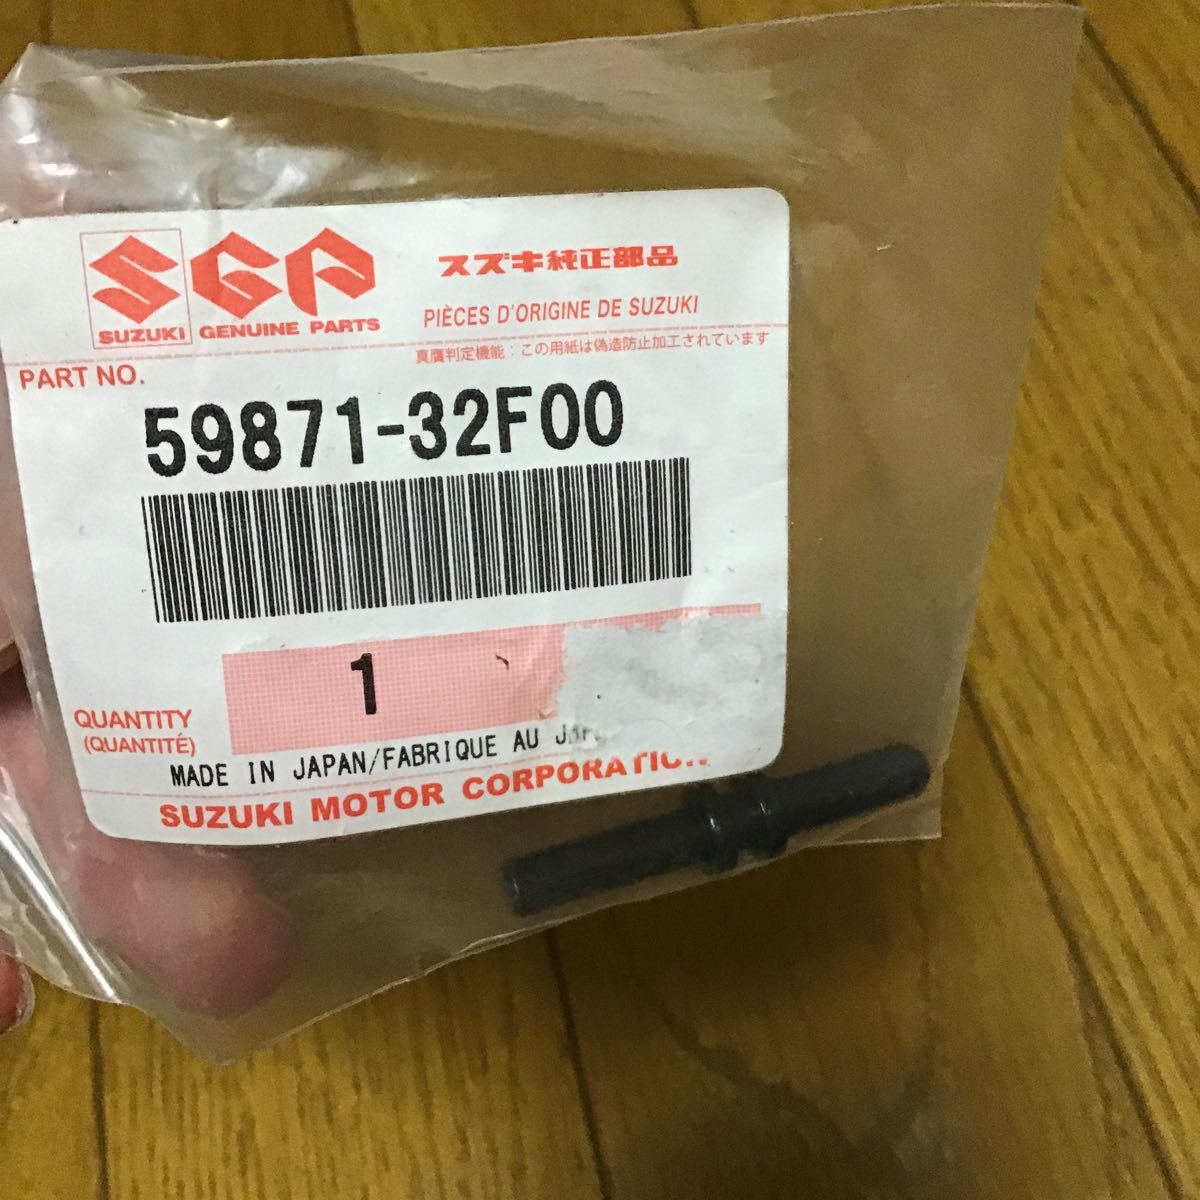 SGP
SUZUKI GENUINE PARTS
スズキ純正部品
PIÈCES D'ORIGINE DE SUZUKI
真贋判定機能：この用紙は偽造防止加工されています
PART NO.
59871-32F00
1
QUANTITY
(QUANTITÉ)
MADE IN JAPAN/FABRIQUE AU
SUZUKI MOTOR CORPORATION